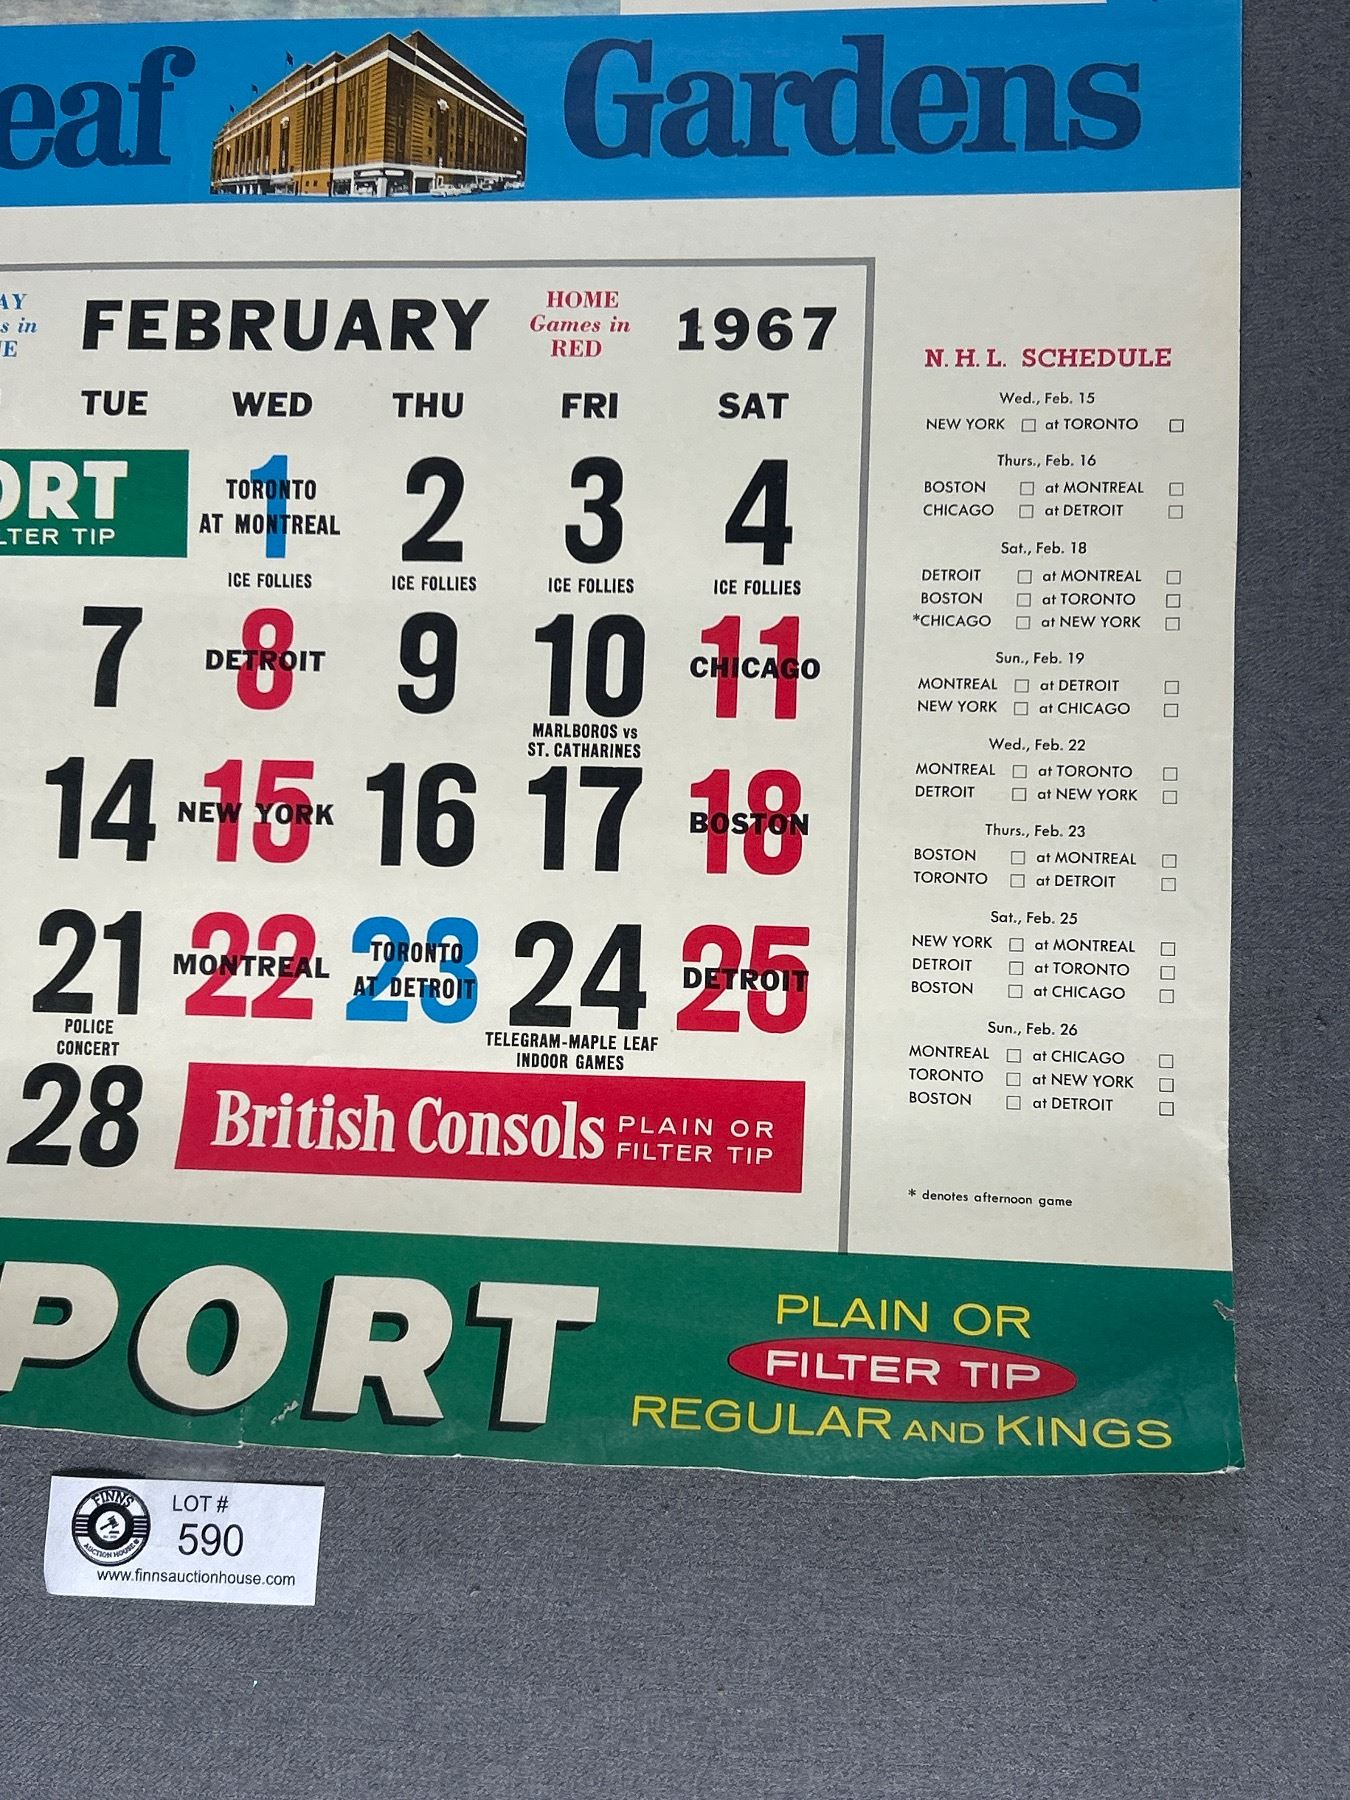 eaf Gardens
AY
s in
E
FEBRUARY
HOME
Games in
RED
1967
TUE WED THU FRI SAT
ORT
LTER TIP
1 TORONTO
AT MONTREAL
ICE FOLLIES
2
ICE FOLLIES
3
ICE FOLLIES
4
ICE FOLLIES
7
8 DETROIT
9
10
MARLBOROS vs
ST. CATHARINES
11 CHICAGO
14
15 NEW YORK
16
17
18 BOSTON
21
POLICE
CONCERT
22 MONTREAL
23 TORONTO
AT DETROIT
24
TELEGRAM-MAPLE LEAF
INDOOR GAMES
25 DETROIT
28
British Consols PLAIN OR
FILTER TIP
N. H. L. SCHEDULE
Wed., Feb. 15
NEW YORK at TORONTO
Thurs., Feb. 16
BOSTON at MONTREAL
CHICAGO at DETROIT
Sat., Feb. 18
DETROIT at MONTREAL
BOSTON at TORONTO
*CHICAGO at NEW YORK
Sun., Feb. 19
MONTREAL at DETROIT
NEW YORK at CHICAGO
Wed., Feb. 22
MONTREAL at TORONTO
DETROIT at NEW YORK
Thurs., Feb. 23
BOSTON at MONTREAL
TORONTO at DETROIT
Sat., Feb. 25
NEW YORK at MONTREAL
DETROIT at TORONTO
BOSTON at CHICAGO
Sun., Feb. 26
MONTREAL at CHICAGO
TORONTO at NEW YORK
BOSTON at DETROIT
* denotes afternoon game
PORT
PLAIN OR
FILTER TIP
REGULAR AND KINGS
FINNS
AUCTION HOUSE
LOT #
590
www.finnsauctionhouse.com